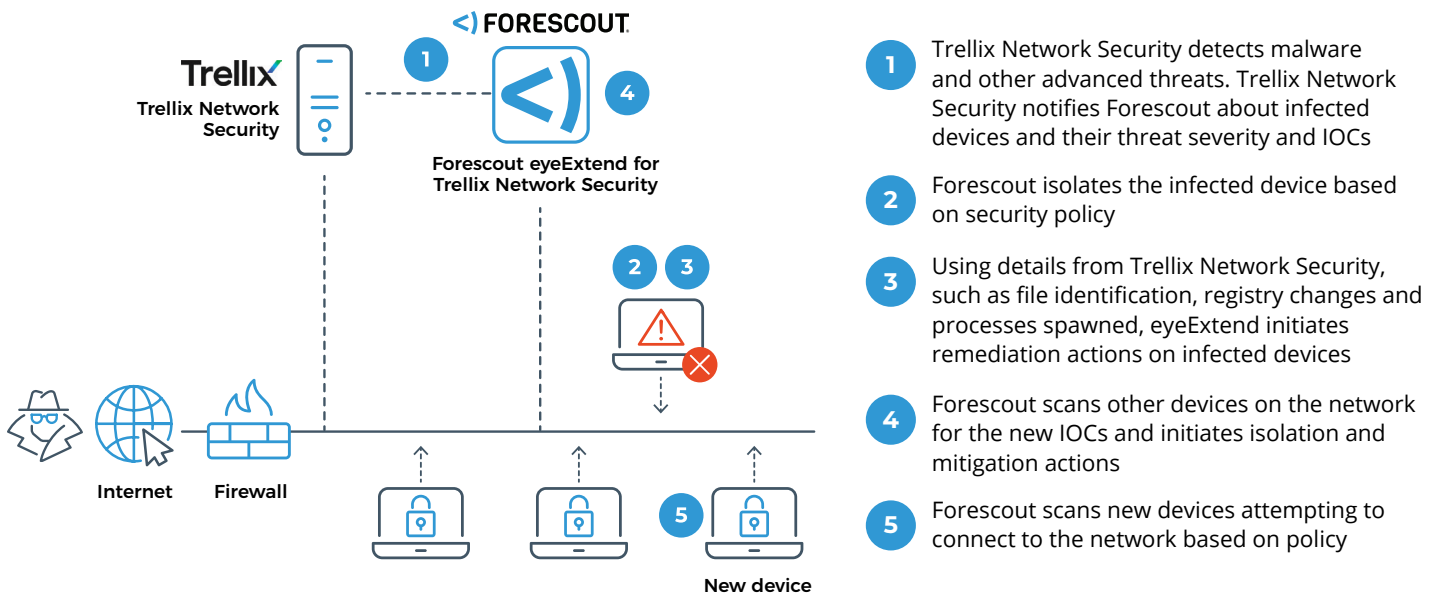 FORESCOUT.
1
Trellix
Trellix Network
Security
4
Forescout eyeExtend for
Trellix Network Security
2 3
Internet
Firewall
5
New device
1
Trellix Network Security detects malware
and other advanced threats. Trellix Network
Security notifies Forescout about infected
devices and their threat severity and IOCs
2
Forescout isolates the infected device based
on security policy
3
Using details from Trellix Network Security,
such as file identification, registry changes and
processes spawned, eyeExtend initiates
remediation actions on infected devices
4
Forescout scans other devices on the network
for the new IOCs and initiates isolation and
mitigation actions
5
Forescout scans new devices attempting to
connect to the network based on policy